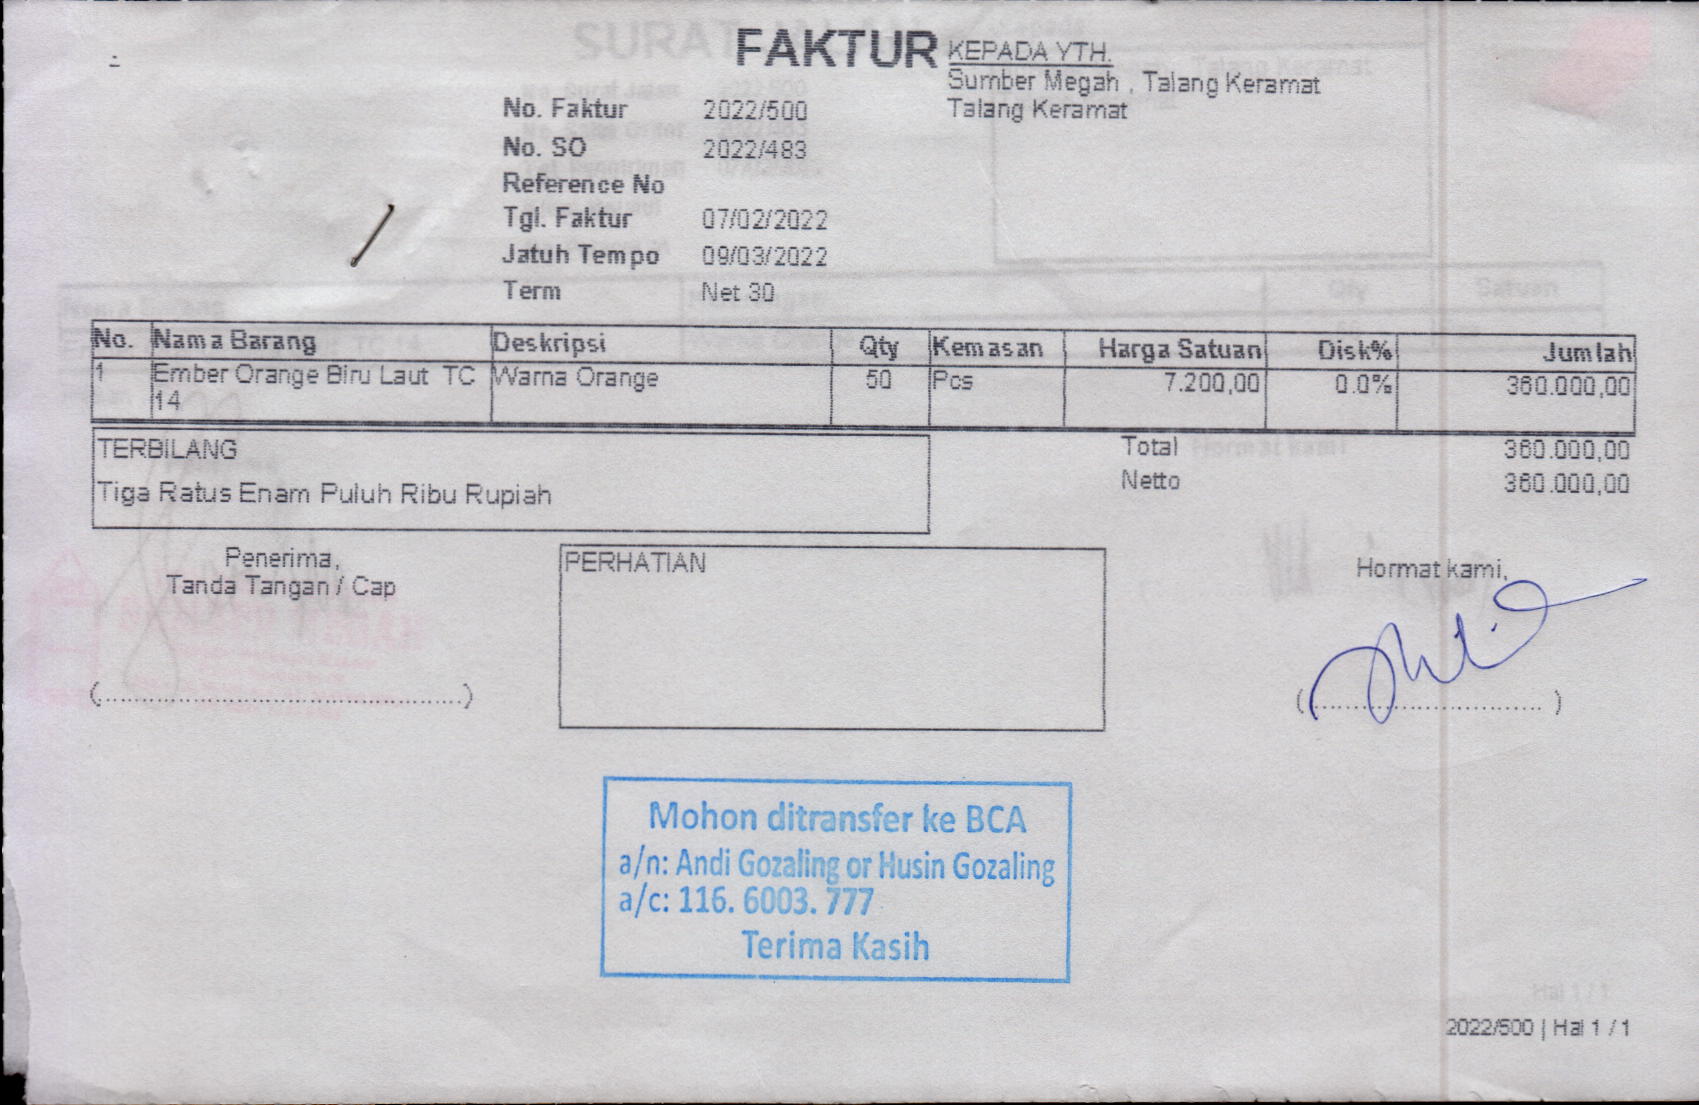 FAKTUR
KEPADA YTH.
Sumber Megah , Talang Keramat
Talang Keramat
No. Faktur 2022/500
No. SO 2022/483
Reference No
Tgl. Faktur 07/02/2022
Jatuh Tempo 09/03/2022
Term Net 30
No. Nama Barang Deskripsi Qty Kemasan Harga Satuan Disk% Jumlah
1 Ember Orange Biru Laut TC Warna Orange 50 Pcs 7.200,00 0.0% 360.000,00
14
TERBILANG
Tiga Ratus Enam Puluh Ribu Rupiah
Total 360.000,00
Netto 360.000,00
Penerima,
Tanda Tangan / Cap
PERHATIAN
Hormat kami,
Mohon ditransfer ke BCA
a/n: Andi Gozaling or Husin Gozaling
a/c: 116. 6003. 777
Terima Kasih
2022/500 | Hal 1 / 1